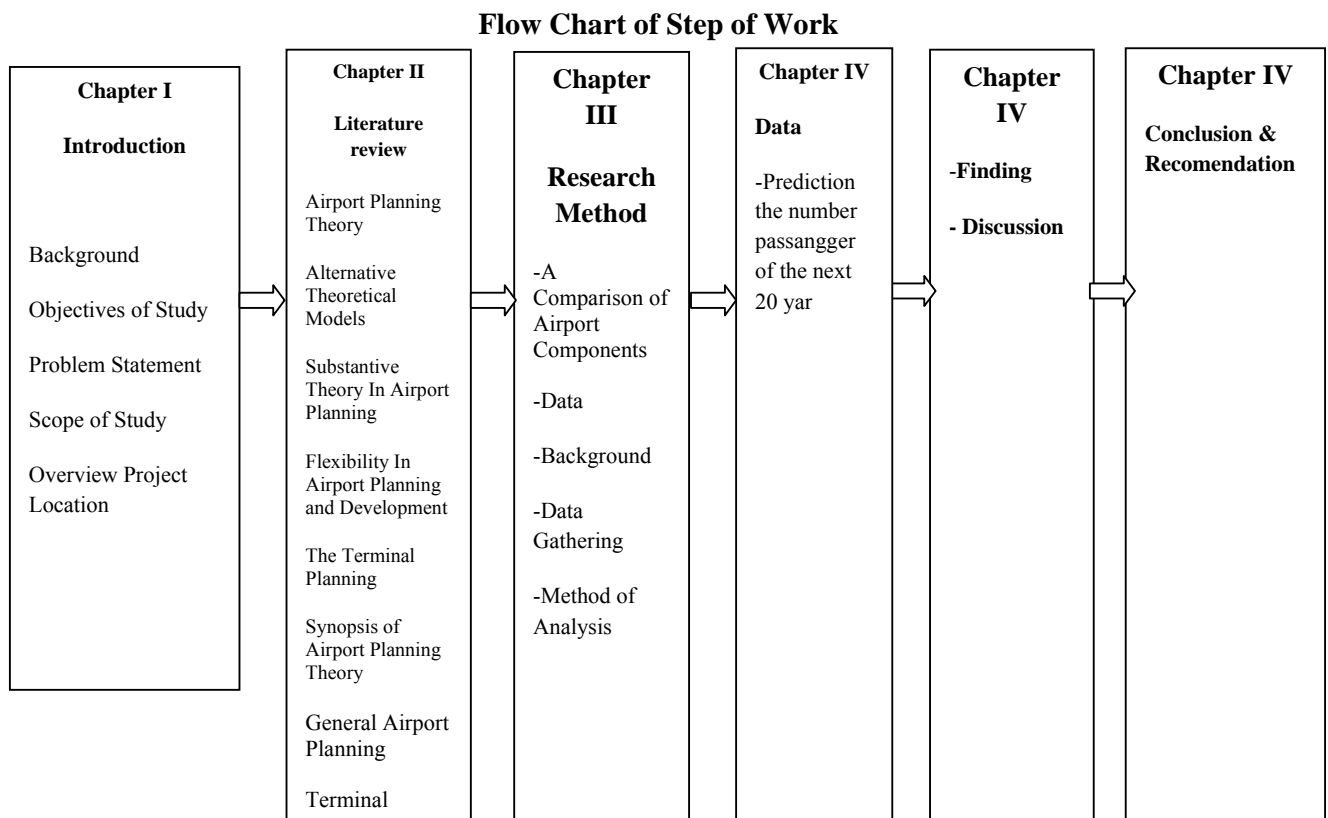 Flow Chart of Step of Work
Chapter I
Introduction
Background
Objectives of Study
Problem Statement
Scope of Study
Overview Project
Location
Chapter II
Literature
review
Airport Planning
Theory
Alternative
Theoretical
Models
Substantive
Theory In Airport
Planning
Flexibility In
Airport Planning
and Development
The Terminal
Planning
Synopsis of
Airport Planning
Theory
General Airport
Planning
Terminal
Chapter
III
Research
Method
-A
Comparison of
Airport
Components
-Data
-Background
-Data
Gathering
-Method of
Analysis
Chapter IV
Data
-Prediction
the number
passangger
of the next
20 yar
Chapter
IV
-Finding
- Discussion
Chapter IV
Conclusion &
Recomendation